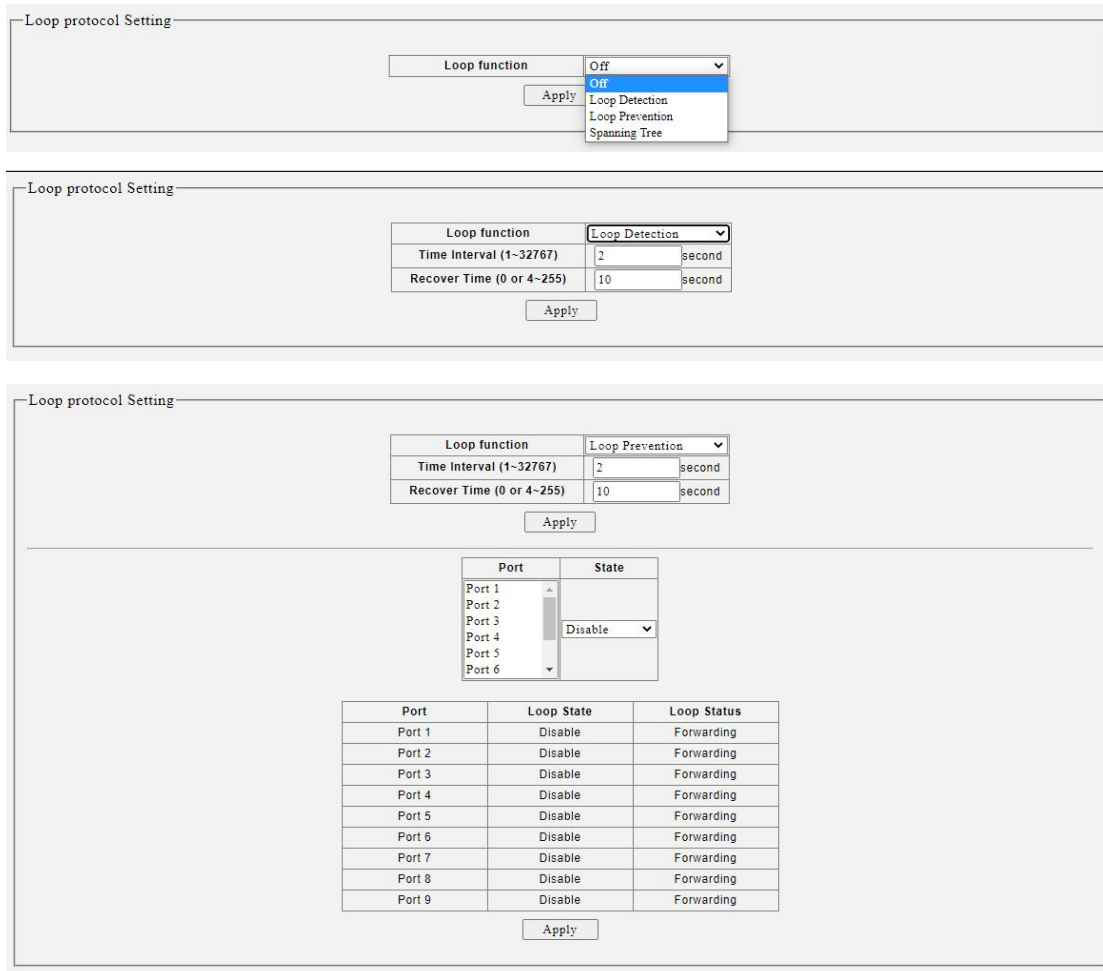 Loop protocol Setting
Loop function Off
Off
Apply
Loop Detection
Loop Prevention
Spanning Tree
Loop protocol Setting
Loop function Loop Detection
Time Interval (1~32767) 2 second
Recover Time (0 or 4~255) 10 second
Apply
Loop protocol Setting
Loop function Loop Prevention
Time Interval (1~32767) 2 second
Recover Time (0 or 4~255) 10 second
Apply
Port State
Port 1
Port 2
Port 3
Disable
Port 4
Port 5
Port 6
Port Loop State Loop Status
Port 1 Disable Forwarding
Port 2 Disable Forwarding
Port 3 Disable Forwarding
Port 4 Disable Forwarding
Port 5 Disable Forwarding
Port 6 Disable Forwarding
Port 7 Disable Forwarding
Port 8 Disable Forwarding
Port 9 Disable Forwarding
Apply